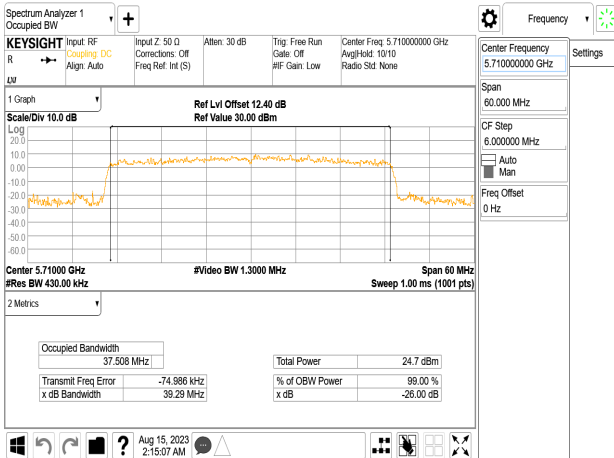 Spectrum Analyzer 1
Occupied BW
Frequency
KEYSIGHT
R
Input: RF
Coupling: DC
Align: Auto
Input Z: 50 Ω
Corrections: Off
Freq Ref: Int (S)
Atten: 30 dB
Trig: Free Run
Gate: Off
#IF Gain: Low
Center Freq: 5.710000000 GHz
Avg|Hold: 10/10
Radio Std: None
Center Frequency
5.710000000 GHz
Settings
Span
60.000 MHz
CF Step
6.000000 MHz
Auto
Man
Freq Offset
0 Hz
1 Graph
Scale/Div 10.0 dB
Ref Lvl Offset 12.40 dB
Ref Value 30.00 dBm
Log
20.0
10.0
0.00
-10.0
-20.0
-30.0
-40.0
-50.0
-60.0
Center 5.71000 GHz
#Video BW 1.3000 MHz
Span 60 MHz
#Res BW 430.00 kHz
Sweep 1.00 ms (1001 pts)
2 Metrics
Occupied Bandwidth
37.508 MHz
Total Power 24.7 dBm
Transmit Freq Error -74.986 kHz
% of OBW Power 99.00 %
x dB Bandwidth 39.29 MHz
x dB -26.00 dB
?
Aug 15, 2023
2:15:07 AM